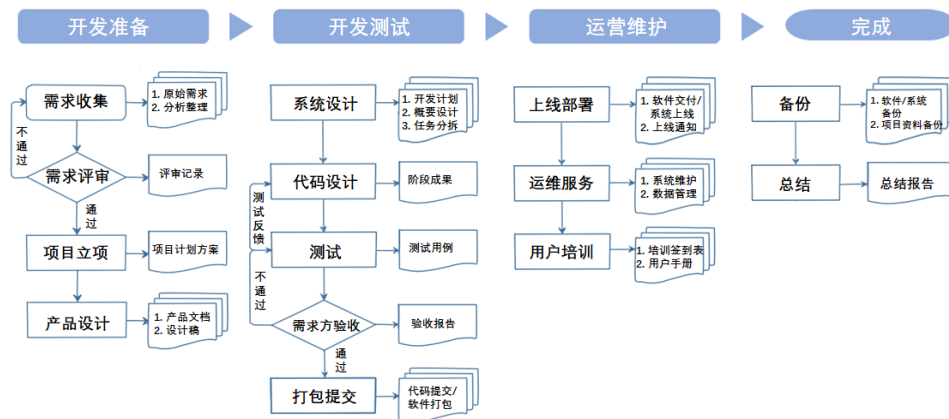 开发准备
开发测试
运营维护
完成
需求收集
1. 原始需求
2. 分析整理
不通过
需求评审
评审记录
通过
项目立项
项目计划方案
产品设计
1. 产品文档
2. 设计稿
系统设计
1. 开发计划
2. 概要设计
3. 任务分拆
代码设计
阶段成果
测试反馈
测试
测试用例
不通过
需求方验收
验收报告
通过
打包提交
代码提交/
软件打包
上线部署
1. 软件交付/
系统上线
2. 上线通知
运维服务
1. 系统维护
2. 数据管理
用户培训
1. 培训签到表
2. 用户手册
备份
1. 软件/系统
备份
2. 项目资料备份
总结
总结报告